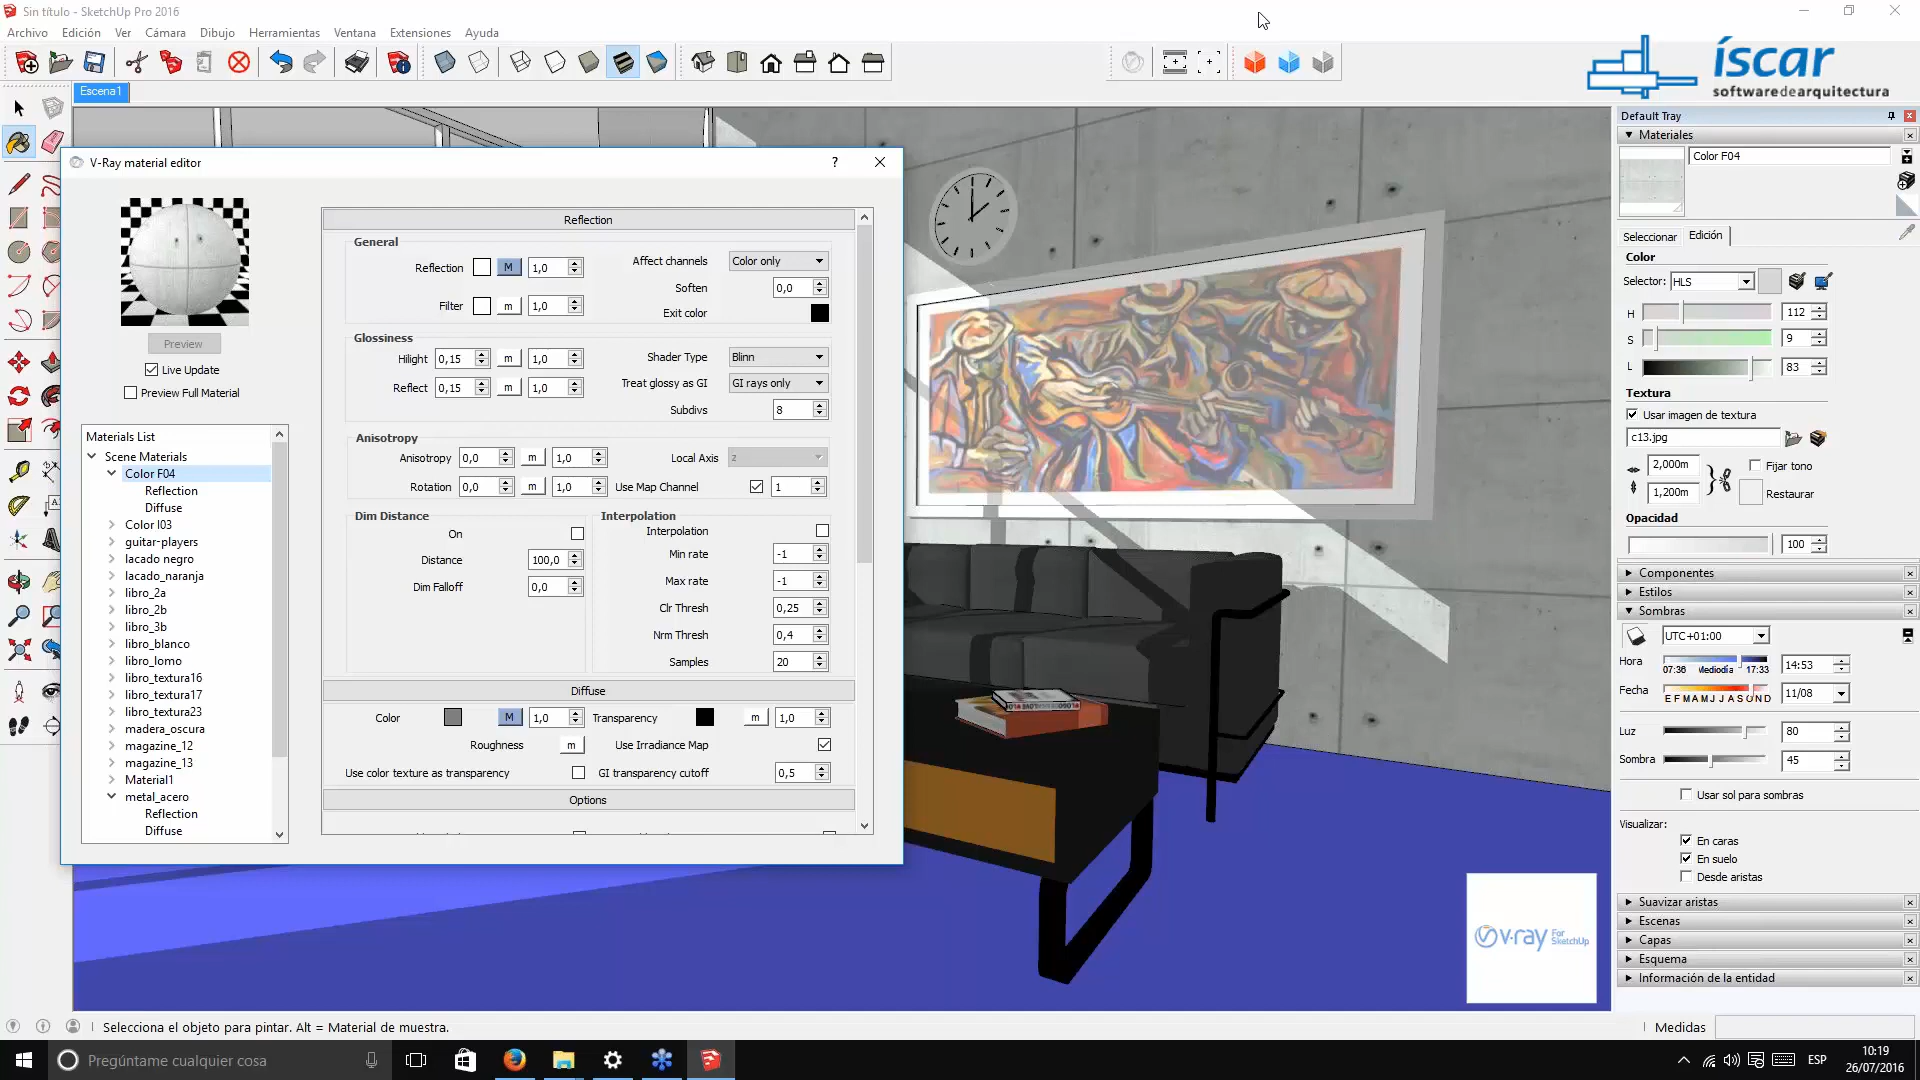 Sin título - SketchUp Pro 2016
Archivo Edición Ver Cámara Dibujo Herramientas Ventana Extensiones Ayuda
íscar
softwaredearquitectura
Escena1
Default Tray
Materiales
Color F04
Seleccionar Edición
Color
Selector: HLS
H 112
S 9
L 83
Textura
Usar imagen de textura
c13.jpg
2,000m Fijar tono
1,200m Restaurar
Opacidad
100
Componentes
Estilos
Sombras
UTC+01:00
Hora 07:36 Mediodía 17:33 14:53
Fecha E F M A M J J A S O N D 11/08
Luz 80
Sombra 45
Usar sol para sombras
Visualizar:
En caras
En suelo
Desde aristas
Suavizar aristas
Escenas
Capas
Esquema
Información de la entidad
V-Ray material editor ?
Preview
Live Update
Preview Full Material
Materials List
Scene Materials
Color F04
Reflection
Diffuse
Color I03
guitar-players
lacado negro
lacado_naranja
libro_2a
libro_2b
libro_3b
libro_blanco
libro_lomo
libro_textura16
libro_textura17
libro_textura23
madera_oscura
magazine_12
magazine_13
Material1
metal_acero
Reflection
Diffuse
Reflection
General
Reflection M 1,0 Affect channels Color only
Soften 0,0
Filter m 1,0 Exit color
Glossiness
Hilight 0,15 m 1,0 Shader Type Blinn
Reflect 0,15 m 1,0 Treat glossy as GI GI rays only
Subdivs 8
Anisotropy
Anisotropy 0,0 m 1,0 Local Axis z
Rotation 0,0 m 1,0 Use Map Channel 1
Dim Distance Interpolation
On Interpolation
Distance 100,0 Min rate -1
Dim Falloff 0,0 Max rate -1
Clr Thresh 0,25
Nrm Thresh 0,4
Samples 20
Diffuse
Color M 1,0 Transparency m 1,0
Roughness m Use Irradiance Map
Use color texture as transparency GI transparency cutoff 0,5
Options
v·ray For SketchUp
Selecciona el objeto para pintar. Alt = Material de muestra.
Medidas
Pregúntame cualquier cosa
ESP
10:19
26/07/2016